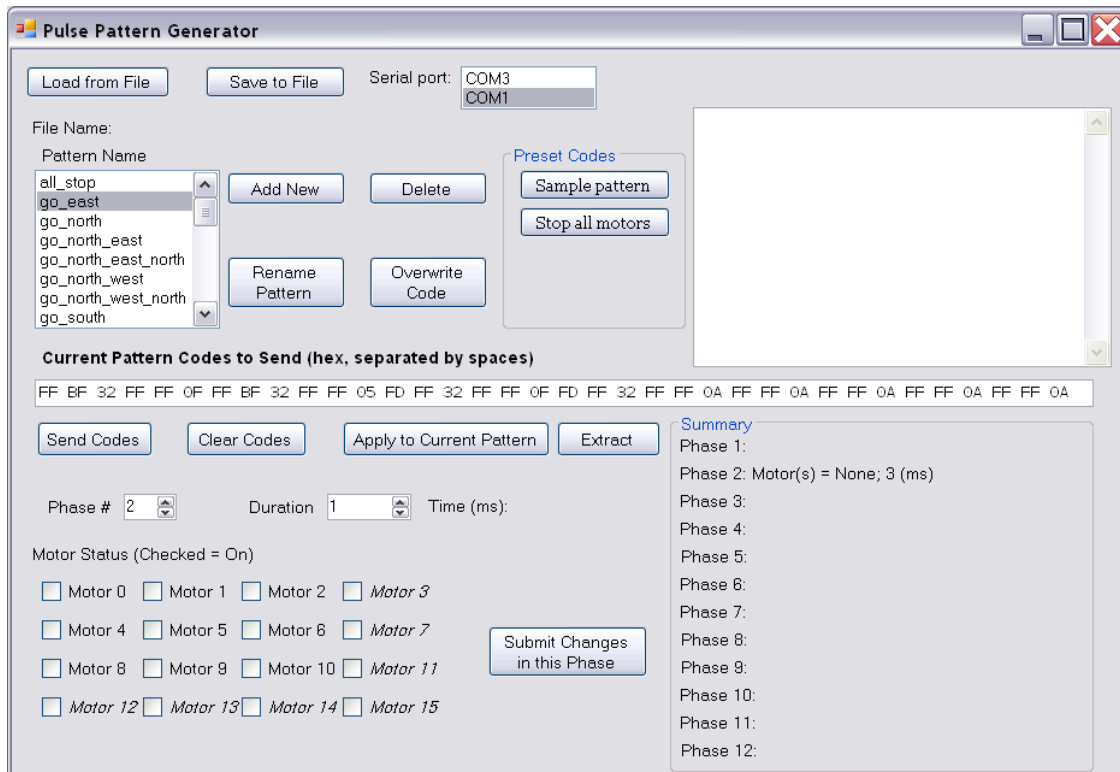 Pulse Pattern Generator
Load from File
Save to File
Serial port:
COM3
COM1
File Name:
Pattern Name
all_stop
go_east
go_north
go_north_east
go_north_east_north
go_north_west
go_north_west_north
go_south
Add New
Delete
Rename
Pattern
Overwrite
Code
Preset Codes
Sample pattern
Stop all motors
Current Pattern Codes to Send (hex, separated by spaces)
FF BF 32 FF FF 0F FF BF 32 FF FF 05 FD FF 32 FF FF 0F FD FF 32 FF FF 0A FF FF 0A FF FF 0A FF FF 0A FF FF 0A
Send Codes
Clear Codes
Apply to Current Pattern
Extract
Phase # 2
Duration 1
Time (ms):
Motor Status (Checked = On)
Motor 0 Motor 1 Motor 2 Motor 3
Motor 4 Motor 5 Motor 6 Motor 7
Motor 8 Motor 9 Motor 10 Motor 11
Motor 12 Motor 13 Motor 14 Motor 15
Submit Changes
in this Phase
Summary
Phase 1:
Phase 2: Motor(s) = None; 3 (ms)
Phase 3:
Phase 4:
Phase 5:
Phase 6:
Phase 7:
Phase 8:
Phase 9:
Phase 10:
Phase 11:
Phase 12: